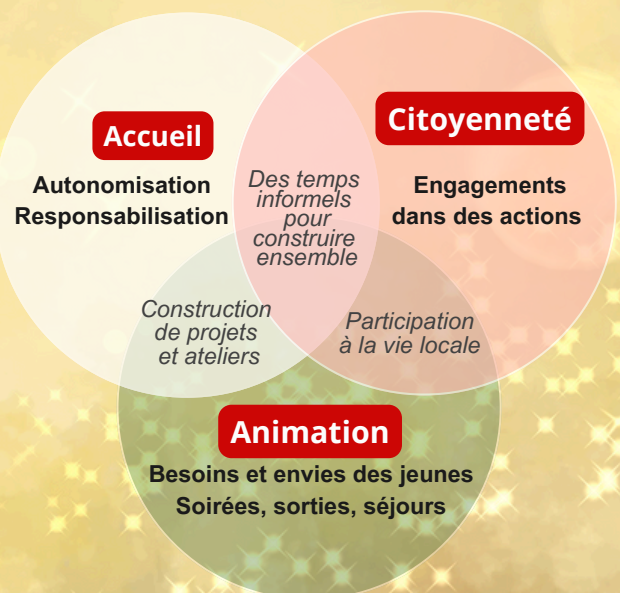 Accueil
Autonomisation
Responsabilisation
Citoyenneté
Engagements
dans des actions
Des temps
informels
pour
construire
ensemble
Construction
de projets
et ateliers
Participation
à la vie locale
Animation
Besoins et envies des jeunes
Soirées, sorties, séjours